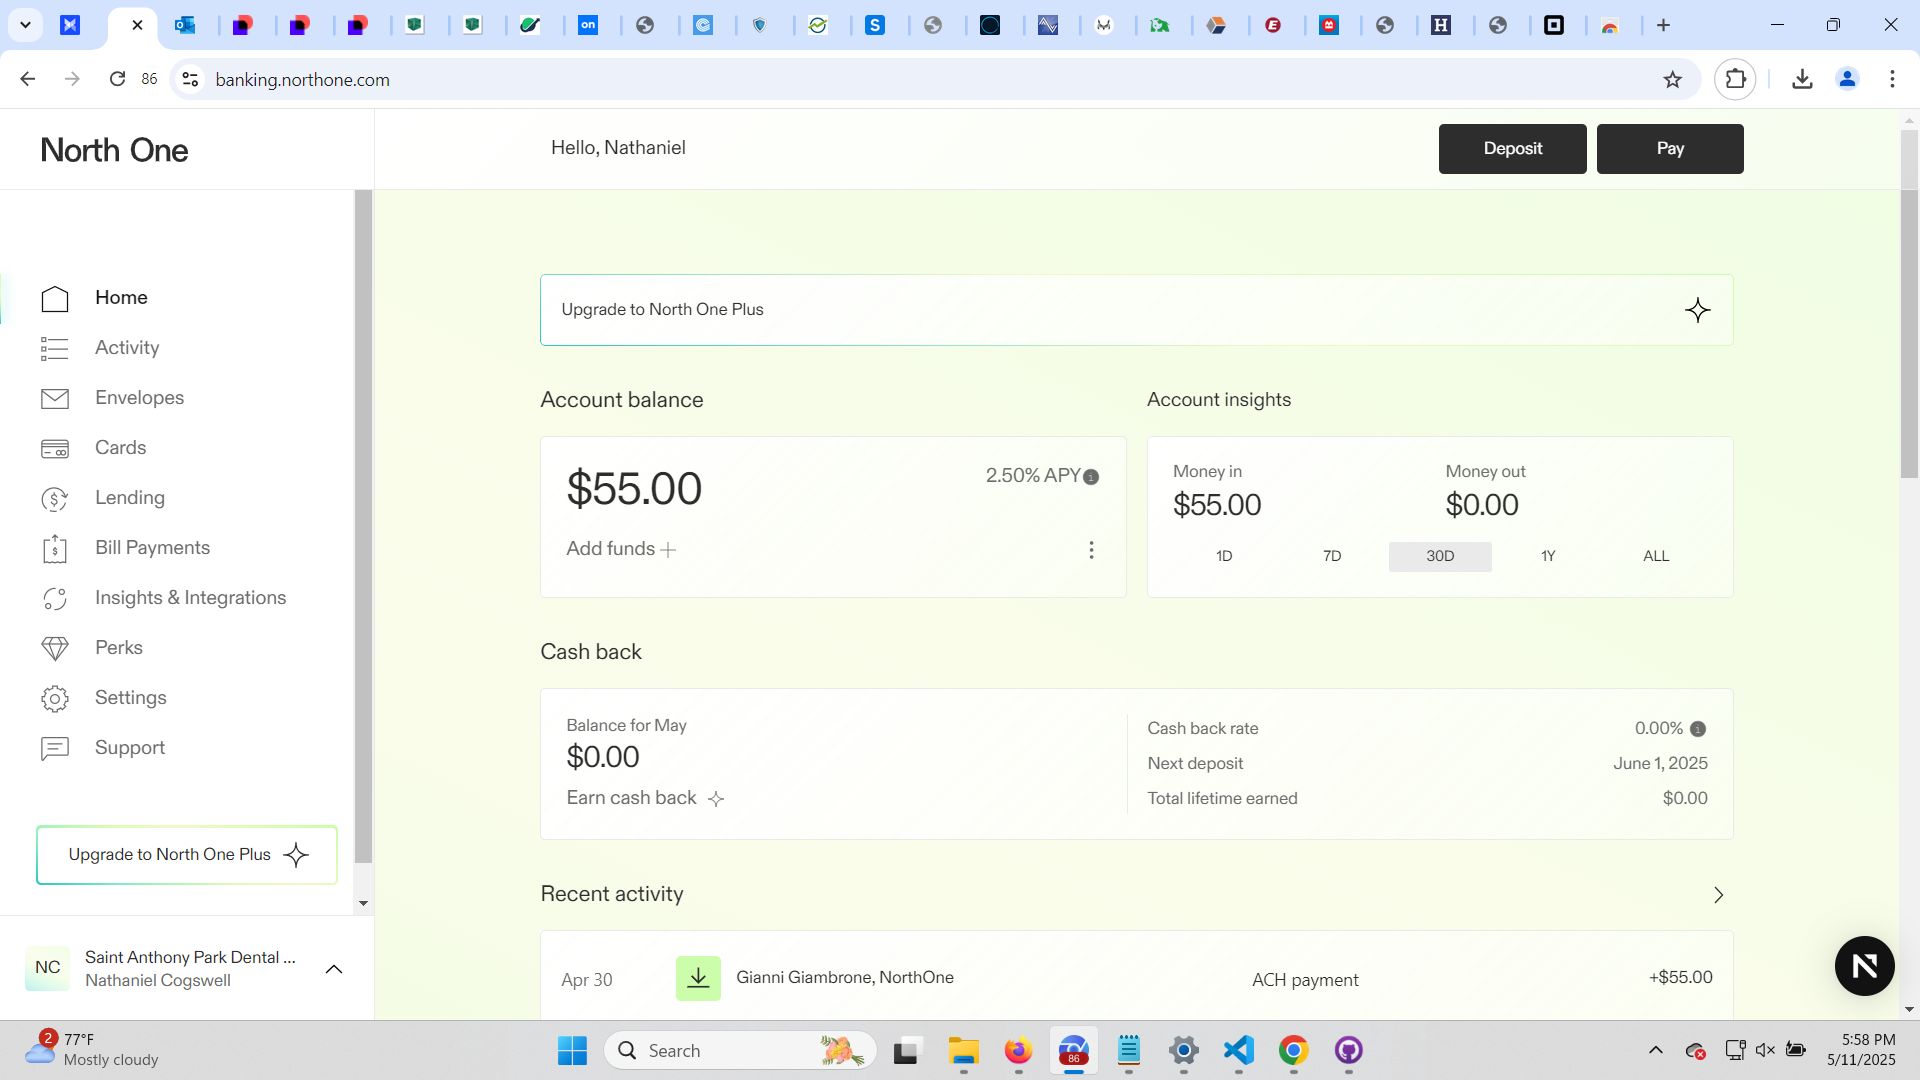 86
banking.northone.com
North One
Hello, Nathaniel
Deposit
Pay
Home
Activity
Envelopes
Cards
Lending
Bill Payments
Insights & Integrations
Perks
Settings
Support
Upgrade to North One Plus
Saint Anthony Park Dental ...
NC
Nathaniel Cogswell
Upgrade to North One Plus
Account balance
$55.00
2.50% APY
Add funds
Account insights
Money in
$55.00
Money out
$0.00
1D
7D
30D
1Y
ALL
Cash back
Balance for May
$0.00
Earn cash back
Cash back rate
0.00%
Next deposit
June 1, 2025
Total lifetime earned
$0.00
Recent activity
Apr 30
Gianni Giambrone, NorthOne
ACH payment
+$55.00
2
77°F
Mostly cloudy
Search
86
5:58 PM
5/11/2025